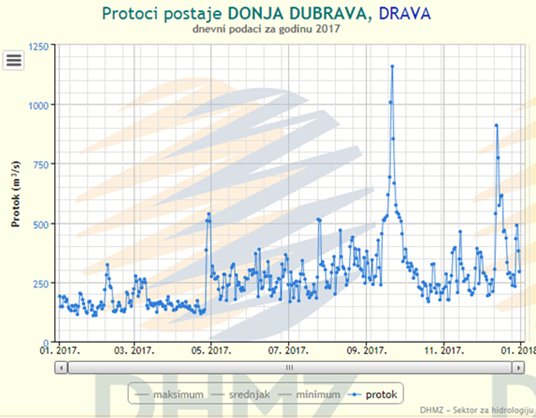 Protoci postaje DONJA DUBRAVA, DRAVA
dnevni podaci za godinu 2017
1250
1000
750
500
250
0
Protok (m³/s)
01. 2017.
03. 2017.
05. 2017.
07. 2017.
09. 2017.
11. 2017.
01. 2018
maksimum
srednjak
minimum
protok
DHMZ
DHMZ – Sektor za hidrologiju